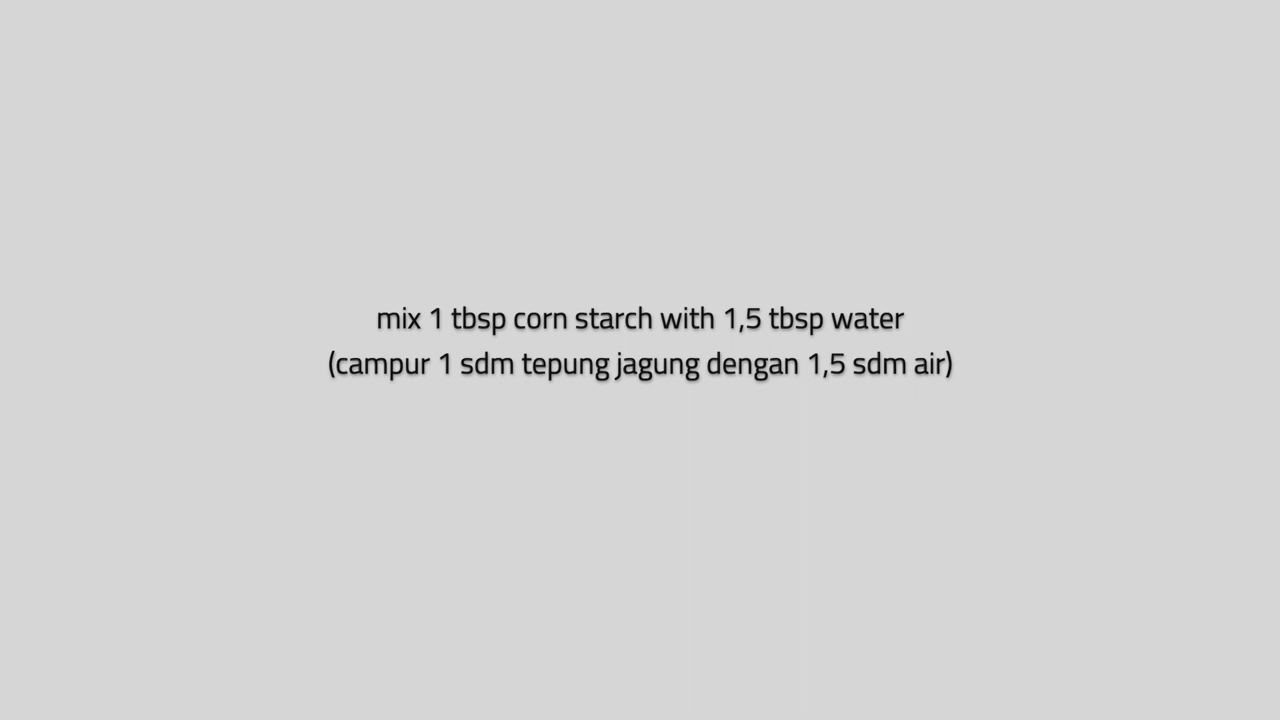 mix 1 tbsp corn starch with 1,5 tbsp water
(campur 1 sdm tepung jagung dengan 1,5 sdm air)